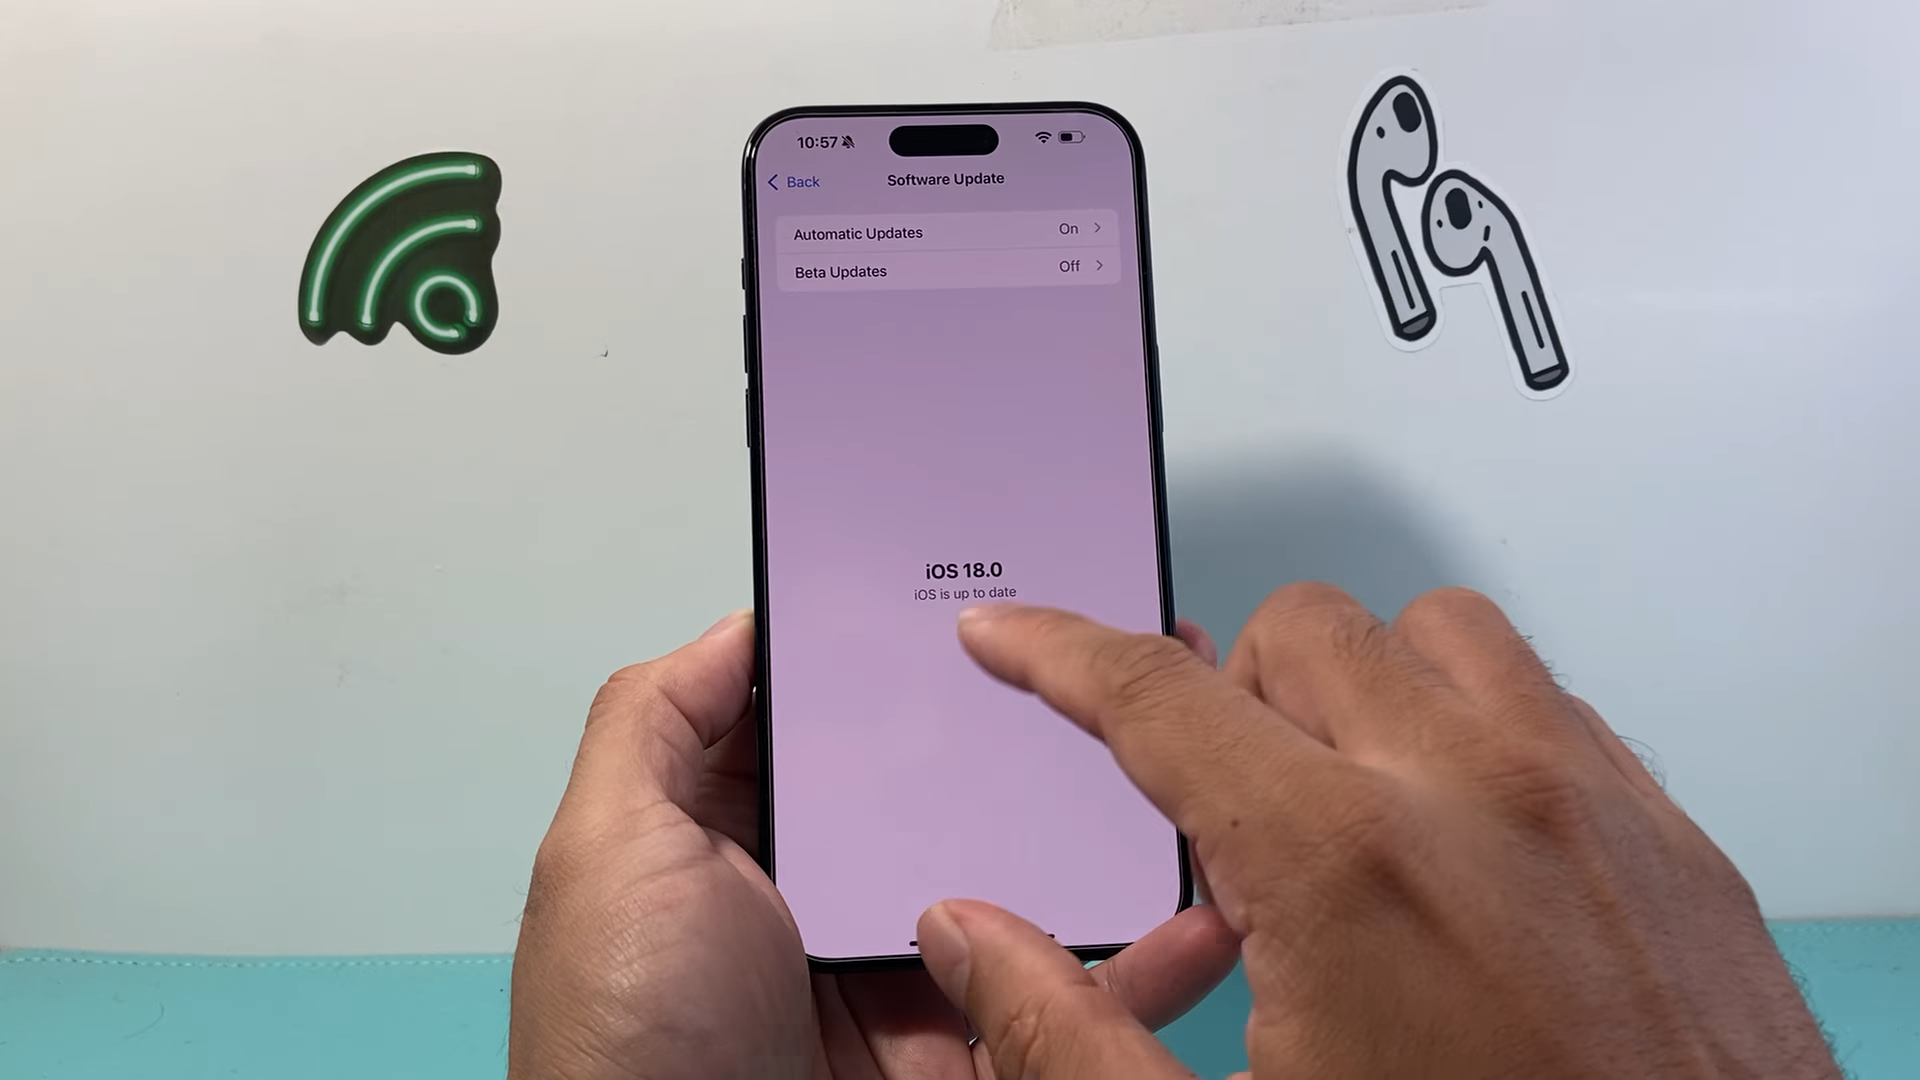 10:57
Back
Software Update
Automatic Updates On
Beta Updates Off
iOS 18.0
iOS is up to date